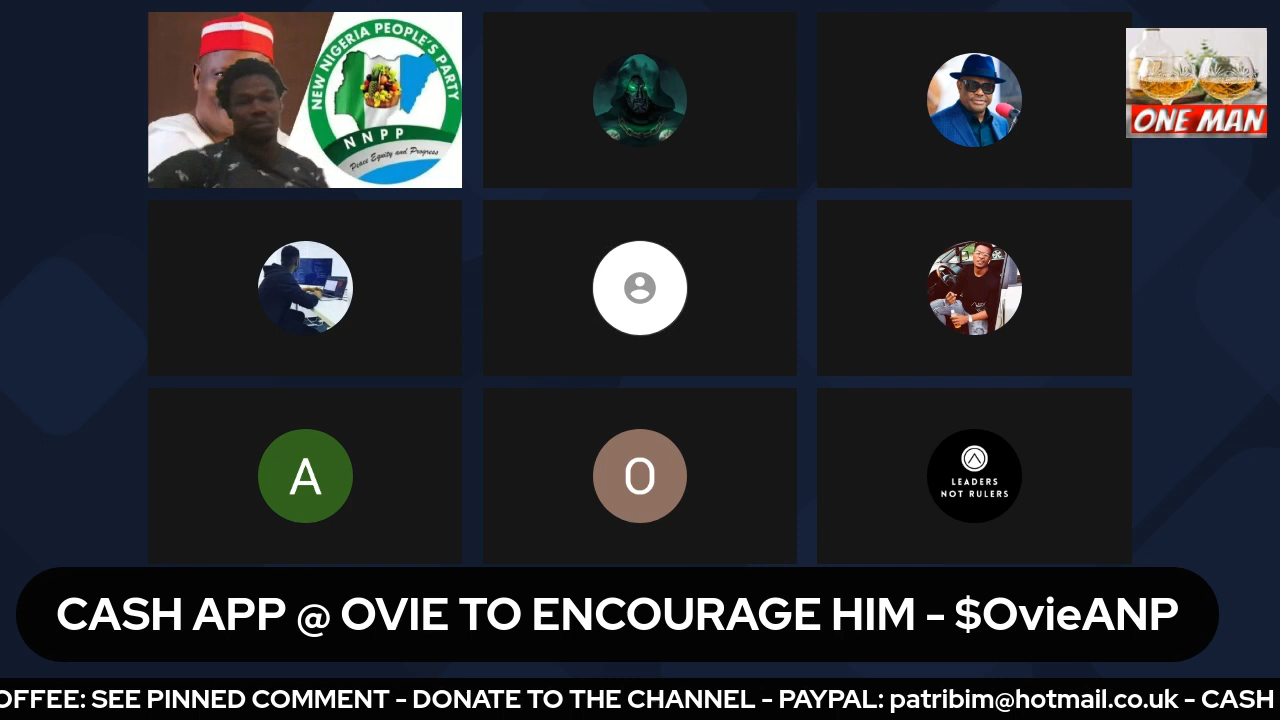 NEW NIGERIA PEOPLE'S PARTY
NNPP
Peace Equity and Progress
ONE MAN
A
O
LEADERS
NOT RULERS
CASH APP @ OVIE TO ENCOURAGE HIM - $OvieANP
OFFEE: SEE PINNED COMMENT - DONATE TO THE CHANNEL - PAYPAL: patribim@hotmail.co.uk - CASH